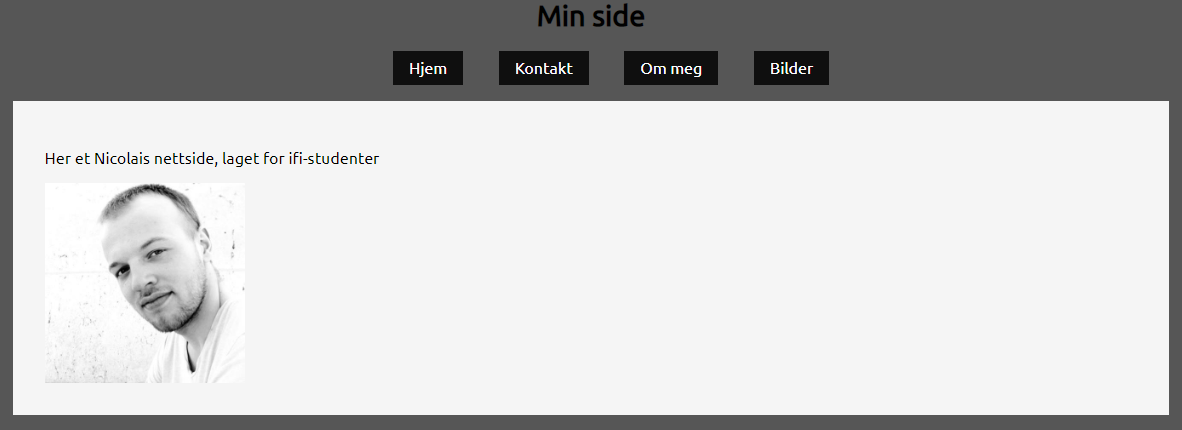 Min side
Hjem Kontakt Om meg Bilder
Her et Nicolais nettside, laget for ifi-studenter